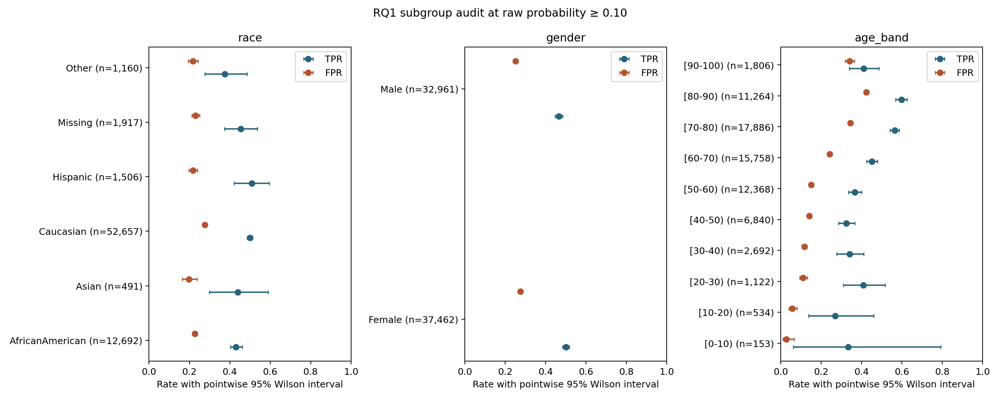 RQ1 subgroup audit at raw probability ≥ 0.10
race
TPR
FPR
Other (n=1,160)
Missing (n=1,917)
Hispanic (n=1,506)
Caucasian (n=52,657)
Asian (n=491)
AfricanAmerican (n=12,692)
0.0 0.2 0.4 0.6 0.8 1.0
Rate with pointwise 95% Wilson interval
gender
TPR
FPR
Male (n=32,961)
Female (n=37,462)
0.0 0.2 0.4 0.6 0.8 1.0
Rate with pointwise 95% Wilson interval
age_band
TPR
FPR
[90-100) (n=1,806)
[80-90) (n=11,264)
[70-80) (n=17,886)
[60-70) (n=15,758)
[50-60) (n=12,368)
[40-50) (n=6,840)
[30-40) (n=2,692)
[20-30) (n=1,122)
[10-20) (n=534)
[0-10) (n=153)
0.0 0.2 0.4 0.6 0.8 1.0
Rate with pointwise 95% Wilson interval